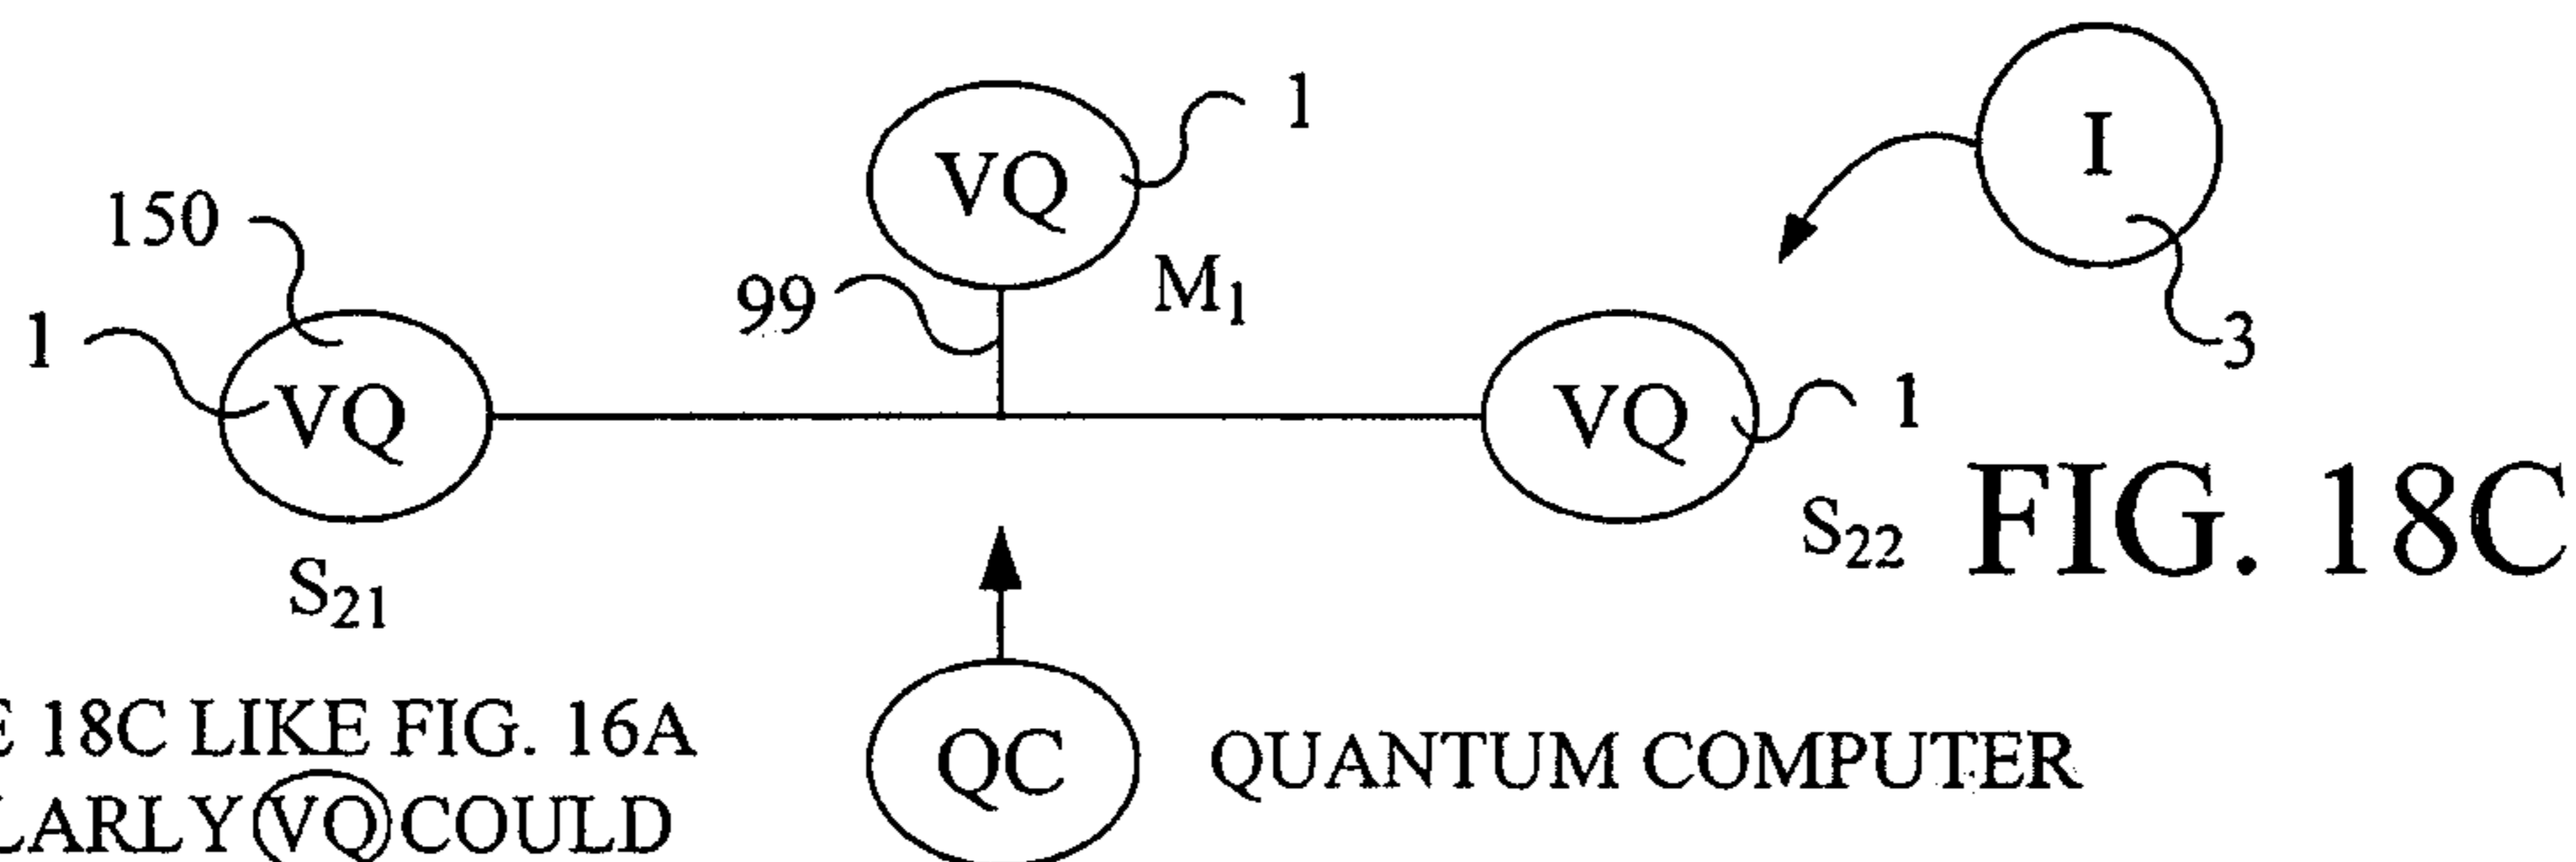 1
VQ
I
150
99
M1
1
VQ
VQ
1
3
S21
S22
FIG. 18C
18C LIKE FIG. 16A
QC
QUANTUM COMPUTER
VQ COULD